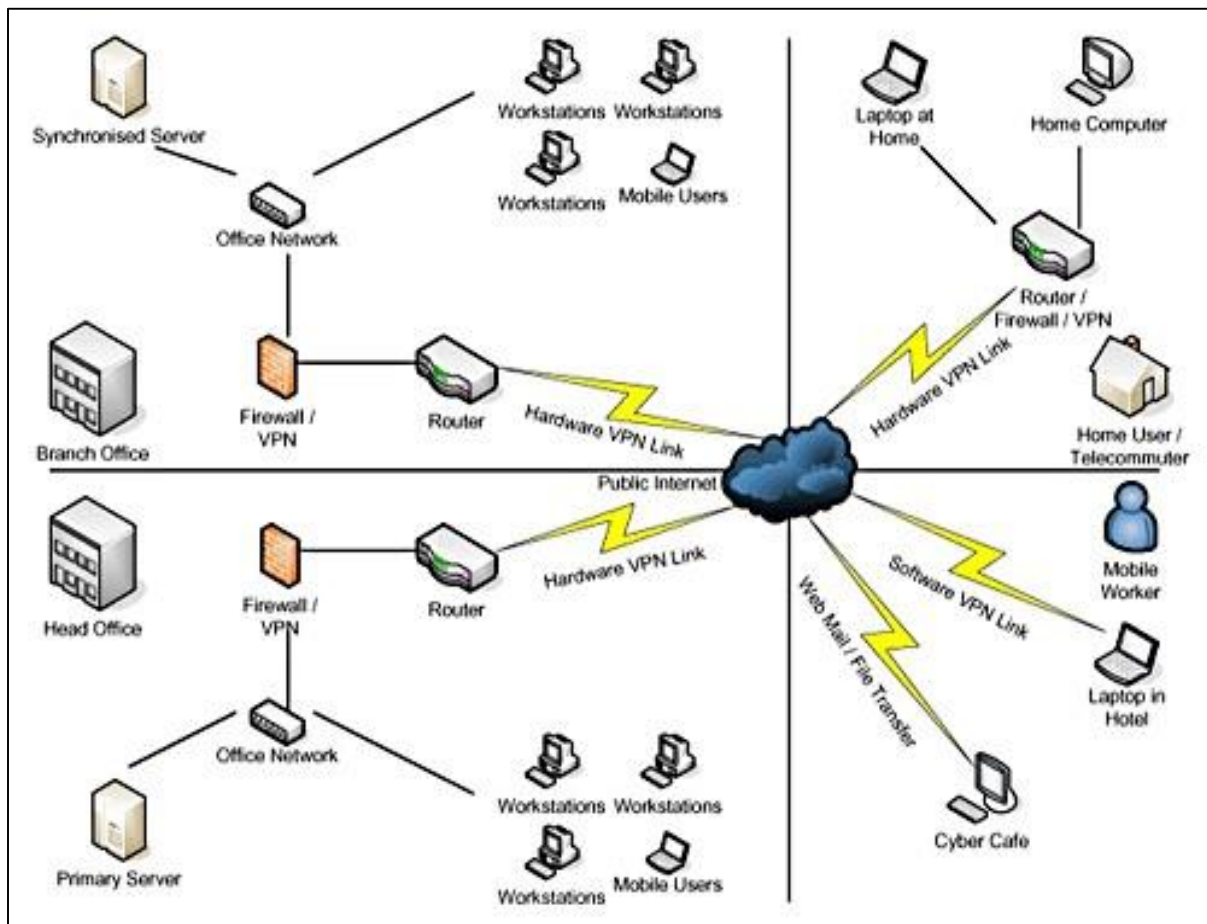 Synchronised Server
Workstations
Workstations
Workstations
Mobile Users
Office Network
Branch Office
Firewall /
VPN
Router
Hardware VPN Link
Laptop at
Home
Home Computer
Router /
Firewall / VPN
Hardware VPN Link
Home User /
Telecommuter
Public Internet
Head Office
Firewall /
VPN
Router
Hardware VPN Link
Office Network
Primary Server
Workstations
Workstations
Workstations
Mobile Users
Mobile
Worker
Software VPN Link
Laptop in
Hotel
Web Mail / File Transfer
Cyber Cafe